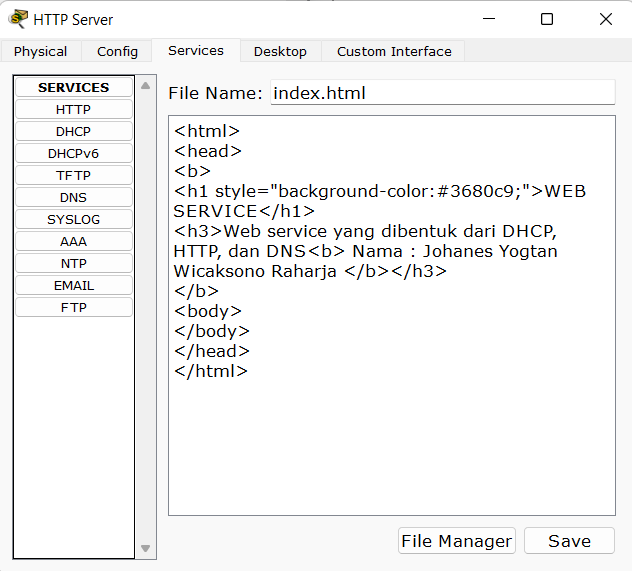 HTTP Server
Physical Config Services Desktop Custom Interface
SERVICES
HTTP
DHCP
DHCPv6
TFTP
DNS
SYSLOG
AAA
NTP
EMAIL
FTP
File Name: index.html
<html>
<head>
<b>
<h1 style="background-color:#3680c9;">WEB
SERVICE</h1>
<h3>Web service yang dibentuk dari DHCP,
HTTP, dan DNS<b> Nama : Johanes Yogtan
Wicaksono Raharja </b></h3>
</b>
<body>
</body>
</head>
</html>
File Manager Save